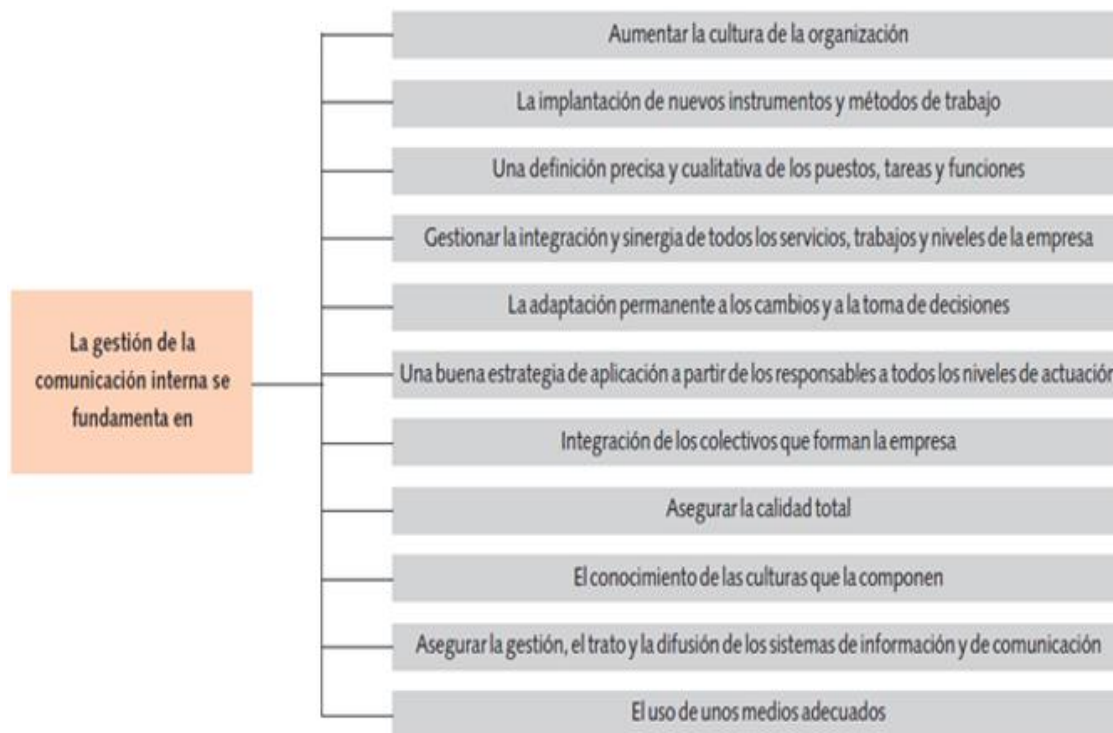 Aumentar la cultura de la organización
La implantación de nuevos instrumentos y métodos de trabajo
Una definición precisa y cualitativa de los puestos, tareas y funciones
Gestionar la integración y sinergia de todos los servicios, trabajos y niveles de la empresa
La adaptación permanente a los cambios y a la toma de decisiones
La gestión de la
comunicación interna se
fundamenta en
Una buena estrategia de aplicación a partir de los responsables a todos los niveles de actuación
Integración de los colectivos que forman la empresa
Asegurar la calidad total
El conocimiento de las culturas que la componen
Asegurar la gestión, el trato y la difusión de los sistemas de información y de comunicación
El uso de unos medios adecuados